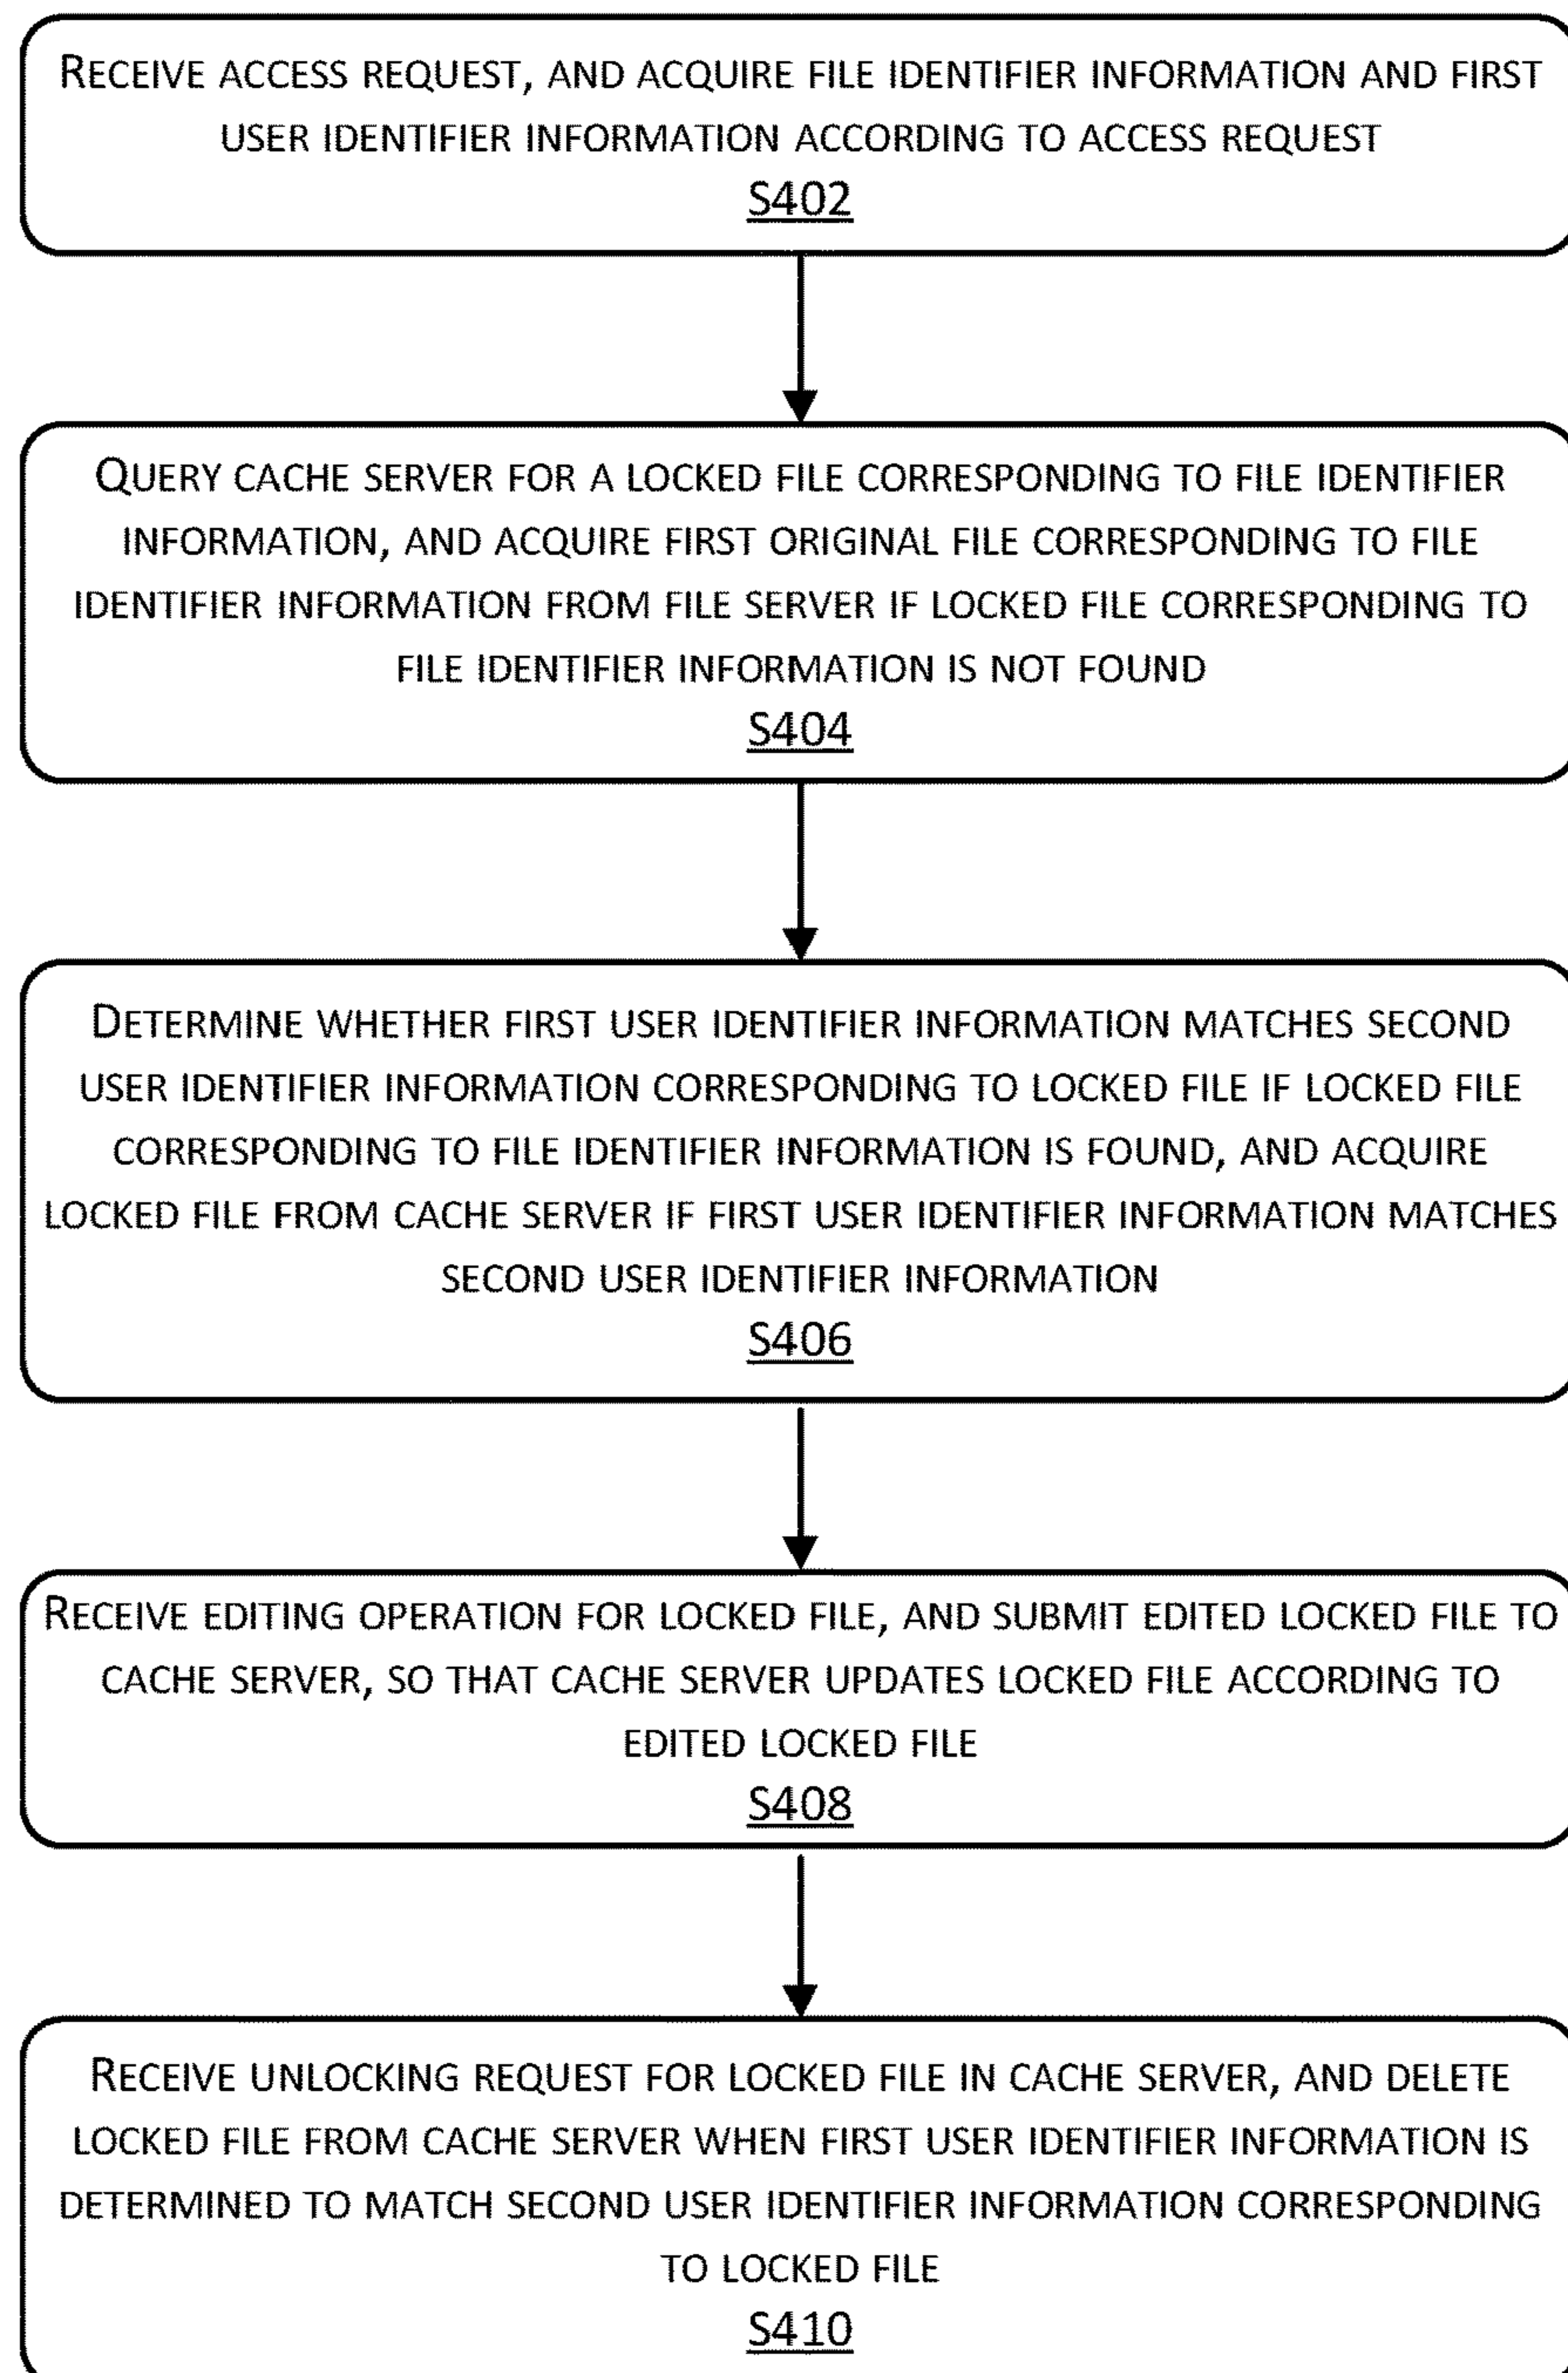 RECEIVE ACCESS REQUEST, AND ACQUIRE FILE IDENTIFIER INFORMATION AND FIRST
USER IDENTIFIER INFORMATION ACCORDING TO ACCESS REQUEST
S402
QUERY CACHE SERVER FOR A LOCKED FILE CORRESPONDING TO FILE IDENTIFIER
INFORMATION, AND ACQUIRE FIRST ORIGINAL FILE CORRESPONDING TO FILE
IDENTIFIER INFORMATION FROM FILE SERVER IF LOCKED FILE CORRESPONDING TO
FILE IDENTIFIER INFORMATION IS NOT FOUND
S404
DETERMINE WHETHER FIRST USER IDENTIFIER INFORMATION MATCHES SECOND
USER IDENTIFIER INFORMATION CORRESPONDING TO LOCKED FILE IF LOCKED FILE
CORRESPONDING TO FILE IDENTIFIER INFORMATION IS FOUND, AND ACQUIRE
LOCKED FILE FROM CACHE SERVER IF FIRST USER IDENTIFIER INFORMATION MATCHES
SECOND USER IDENTIFIER INFORMATION
S406
RECEIVE EDITING OPERATION FOR LOCKED FILE, AND SUBMIT EDITED LOCKED FILE TO
CACHE SERVER, SO THAT CACHE SERVER UPDATES LOCKED FILE ACCORDING TO
EDITED LOCKED FILE
S408
RECEIVE UNLOCKING REQUEST FOR LOCKED FILE IN CACHE SERVER, AND DELETE
LOCKED FILE FROM CACHE SERVER WHEN FIRST USER IDENTIFIER INFORMATION IS
DETERMINED TO MATCH SECOND USER IDENTIFIER INFORMATION CORRESPONDING
TO LOCKED FILE
S410